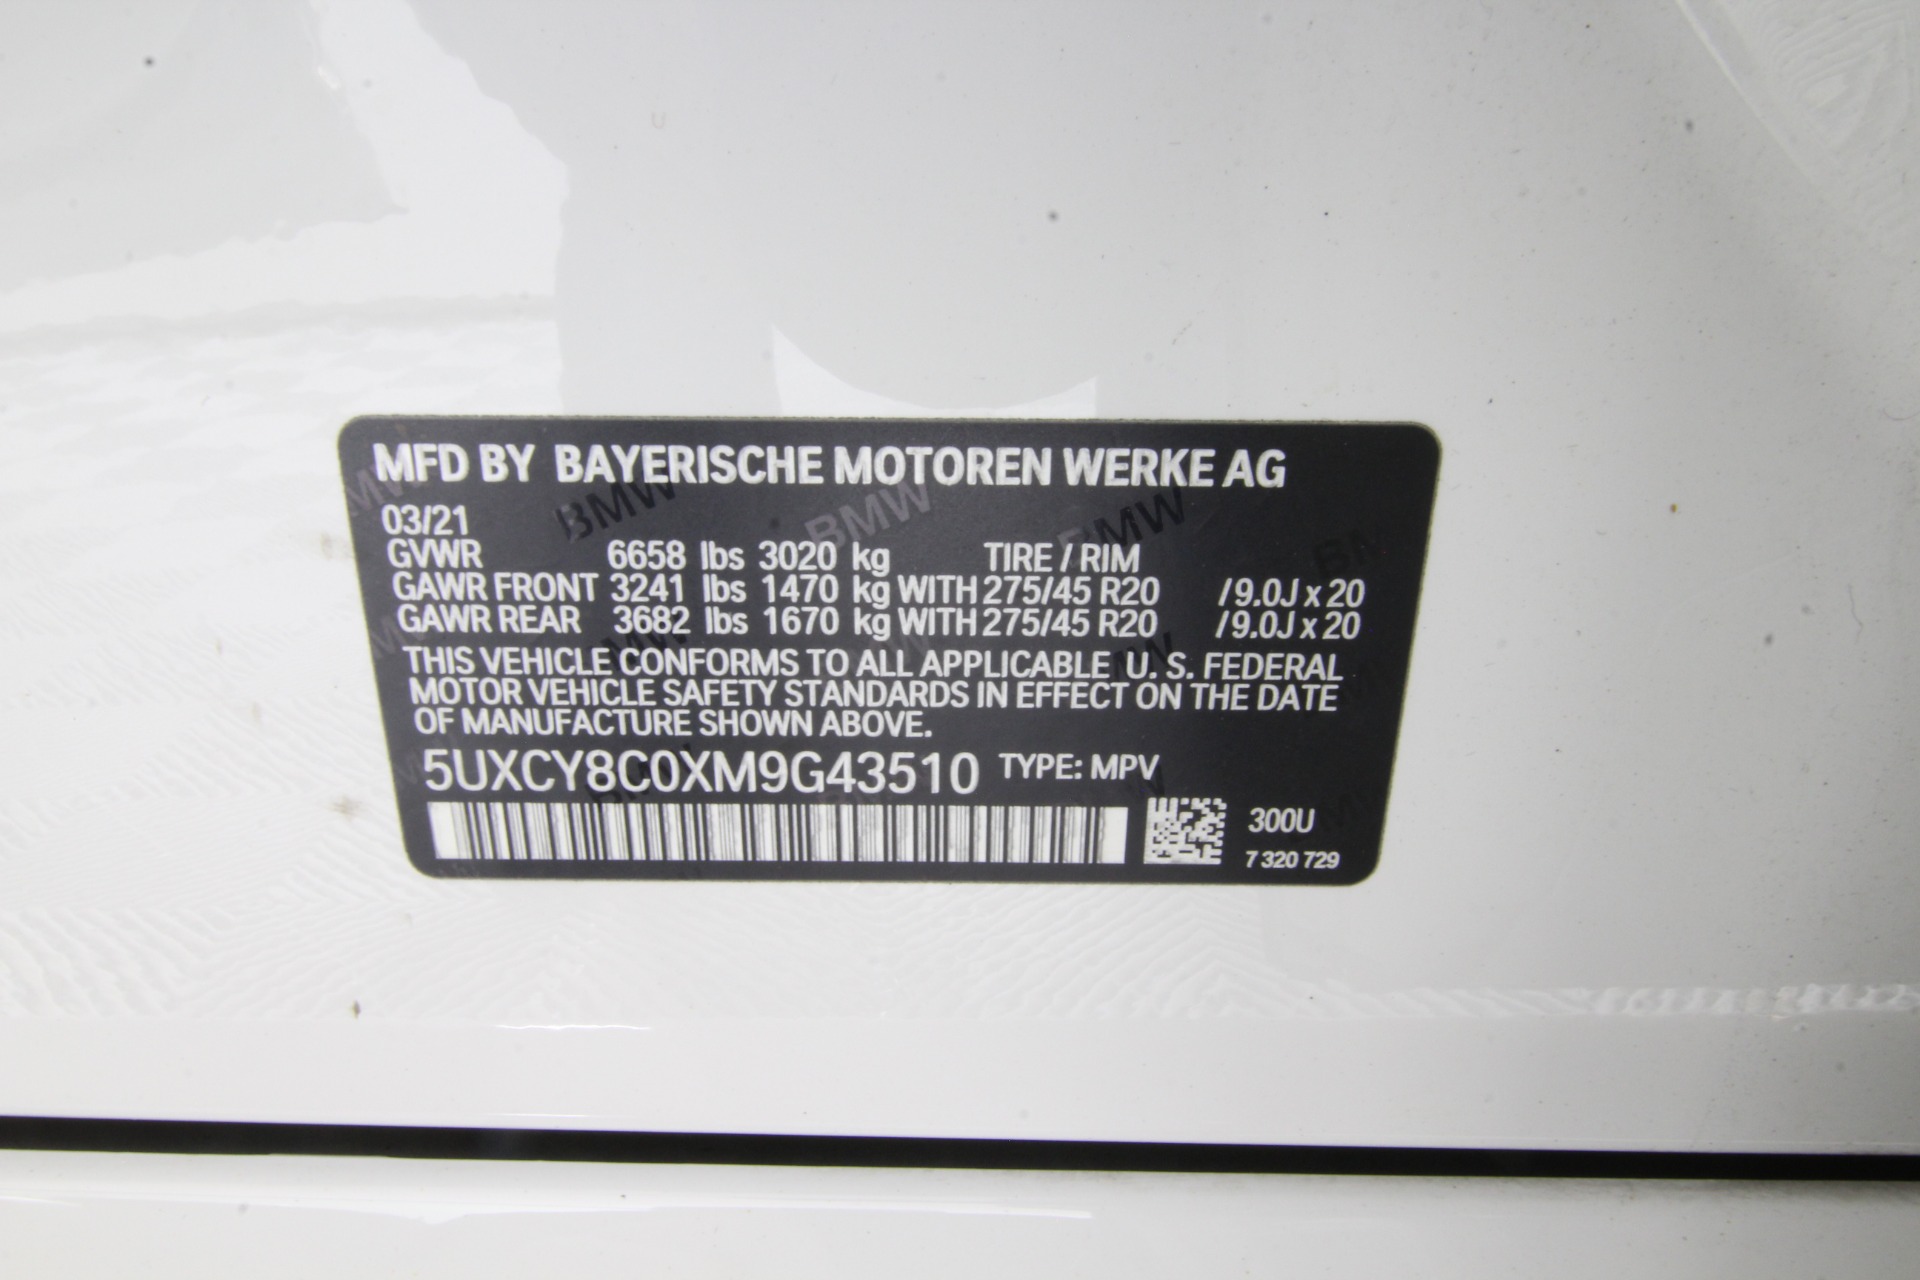 MFD BY BAYERISCHE MOTOREN WERKE AG
03/21
GVWR 6658 lbs 3020 kg TIRE / RIM
GAWR FRONT 3241 lbs 1470 kg WITH 275/45 R20 / 9.0J x 20
GAWR REAR 3682 lbs 1670 kg WITH 275/45 R20 / 9.0J x 20
THIS VEHICLE CONFORMS TO ALL APPLICABLE U. S. FEDERAL
MOTOR VEHICLE SAFETY STANDARDS IN EFFECT ON THE DATE
OF MANUFACTURE SHOWN ABOVE.
5UXCY8C0XM9G43510 TYPE: MPV
300U
7 320 729